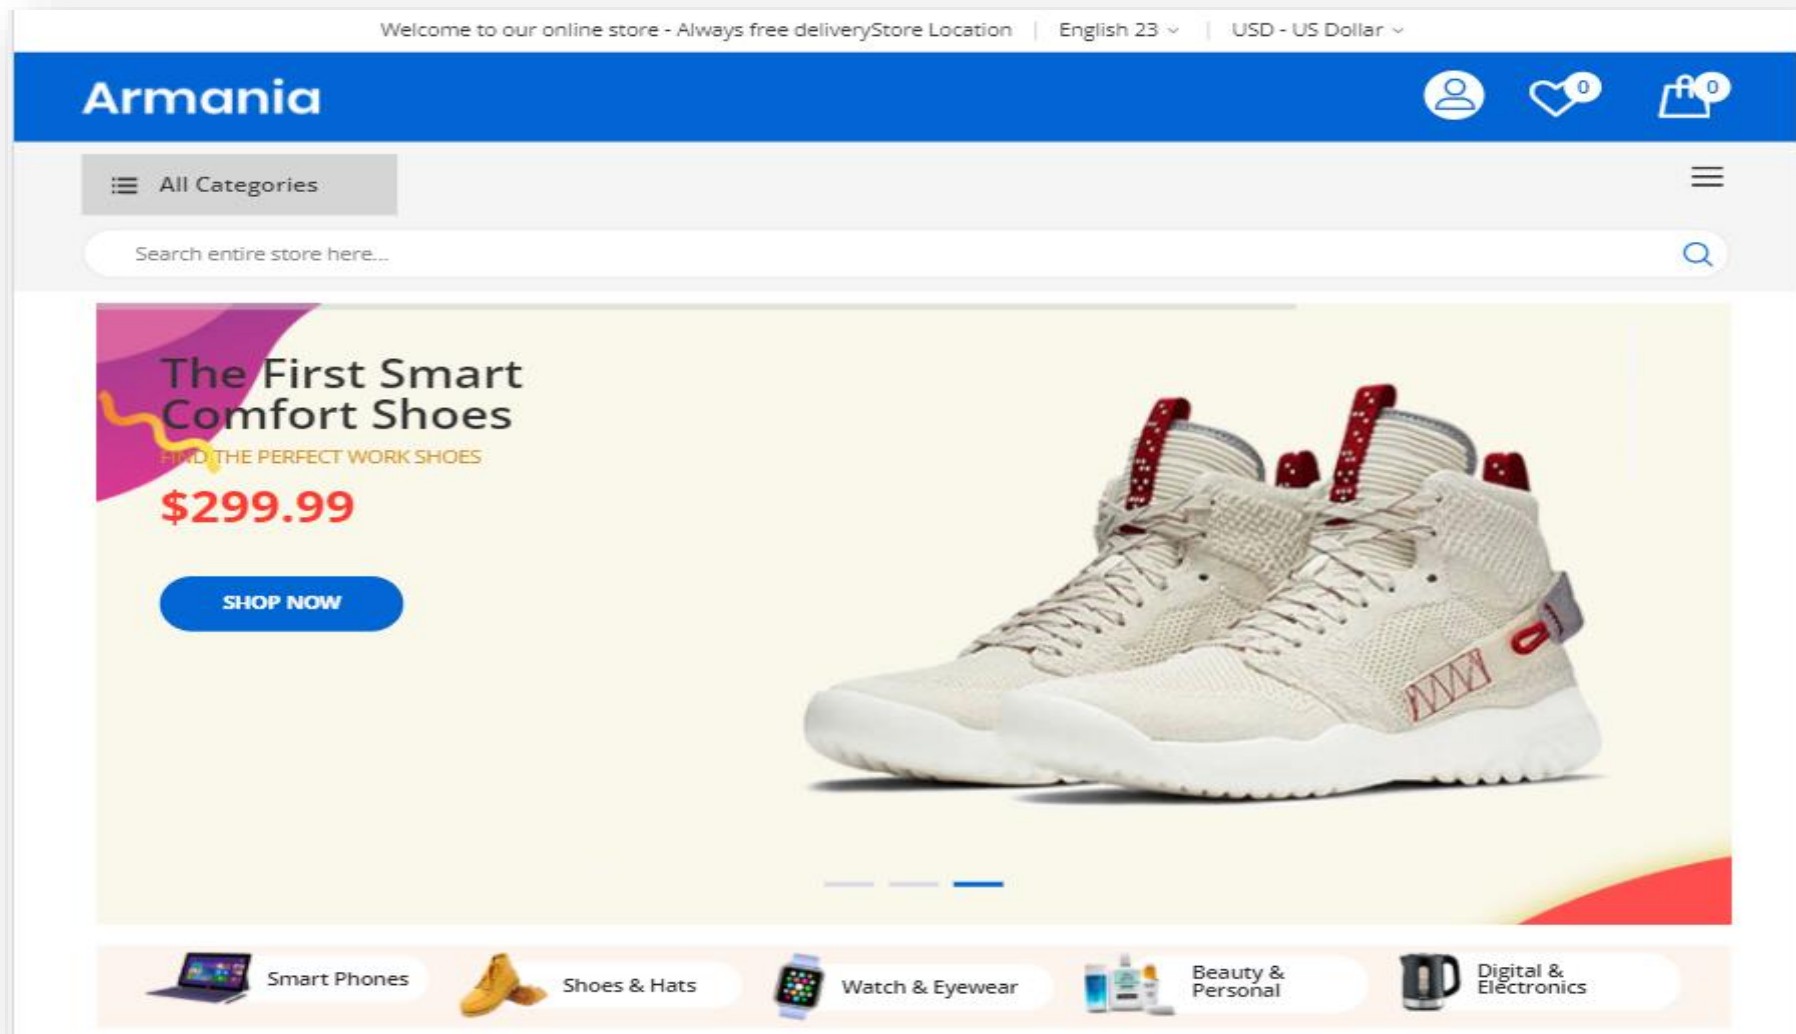 Welcome to our online store - Always free deliveryStore Location | English 23 | USD - US Dollar
Armania
0
0
All Categories
Search entire store here...
The First Smart
Comfort Shoes
FIND THE PERFECT WORK SHOES
$299.99
SHOP NOW
Smart Phones
Shoes & Hats
Watch & Eyewear
Beauty &
Personal
Digital &
Electronics